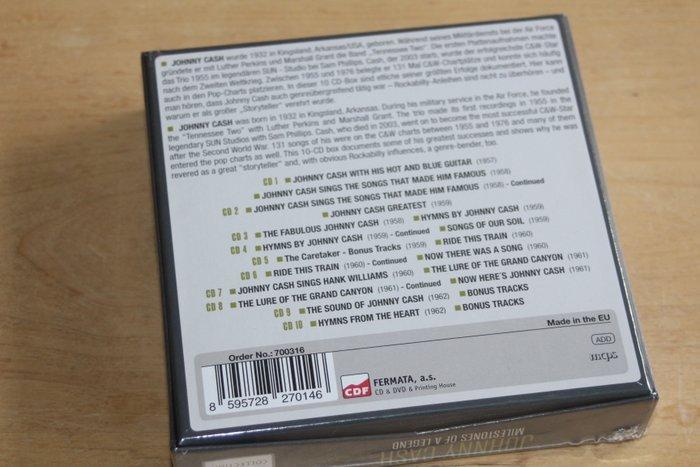 JOHNNY CASH wurde 1932 in Kingsland, Arkansas/USA, geboren. Während seines Militärdienstes bei der Air Force
gründete er mit Luther Perkins und Marshall Grant die Band „Tennessee Two". Die ersten Plattenaufnahmen machte
das Trio 1955 im legendären SUN - Studio bei Sam Phillips. Cash, der 2003 starb, wurde der erfolgreichste C&W-Star
nach dem Zweiten Weltkrieg. Zwischen 1955 und 1976 belegte er 131 Mal C&W-Chartplätze und konnte sich häufig
auch in den Pop-Charts platzieren. In dieser 10 CD-Box sind etliche seiner größten Erfolge dokumentiert. Hier kann
man hören, dass Johnny Cash auch genreübergreifend tätig war – Rockabilly-Anleihen sind nicht zu überhören – und
warum er als großer „Storyteller" verehrt wurde.
JOHNNY CASH was born in 1932 in Kingsland, Arkansas. During his military service in the Air Force, he founded
the "Tennessee Two" with Luther Perkins and Marshall Grant. The trio made its first recordings in 1955 in the
legendary SUN Studios with Sam Phillips. Cash, who died in 2003, went on to become the most successful C&W-Star
after the Second World War. 131 songs of his were on the C&W charts between 1955 and 1976 and many of them
entered the pop charts as well. This 10-CD box documents some of his greatest successes and shows why he was
revered as a great "storyteller" and, with obvious Rockabilly influences, a genre-bender, too.
CD 1 JOHNNY CASH WITH HIS HOT AND BLUE GUITAR (1957)
JOHNNY CASH SINGS THE SONGS THAT MADE HIM FAMOUS (1958)
CD 2 JOHNNY CASH SINGS THE SONGS THAT MADE HIM FAMOUS (1958) - Continued
JOHNNY CASH GREATEST (1959)
CD 3 THE FABULOUS JOHNNY CASH (1958) HYMNS BY JOHNNY CASH (1959)
CD 4 HYMNS BY JOHNNY CASH (1959) - Continued SONGS OF OUR SOIL (1959)
CD 5 The Caretaker - Bonus Tracks (1959) RIDE THIS TRAIN (1960)
CD 6 RIDE THIS TRAIN (1960) - Continued NOW THERE WAS A SONG (1960)
CD 7 JOHNNY CASH SINGS HANK WILLIAMS (1960) THE LURE OF THE GRAND CANYON (1961)
CD 8 THE LURE OF THE GRAND CANYON (1961) - Continued NOW HERE´S JOHNNY CASH (1961)
CD 9 THE SOUND OF JOHNNY CASH (1962) BONUS TRACKS
CD 10 HYMNS FROM THE HEART (1962) BONUS TRACKS
Made in the EU
Order No.: 700316
ADD
mcps
8 595728 270146
CDF
FERMATA, a.s.
CD & DVD & Printing House
JOHNNY CASH
MILESTONES OF A LEGEND